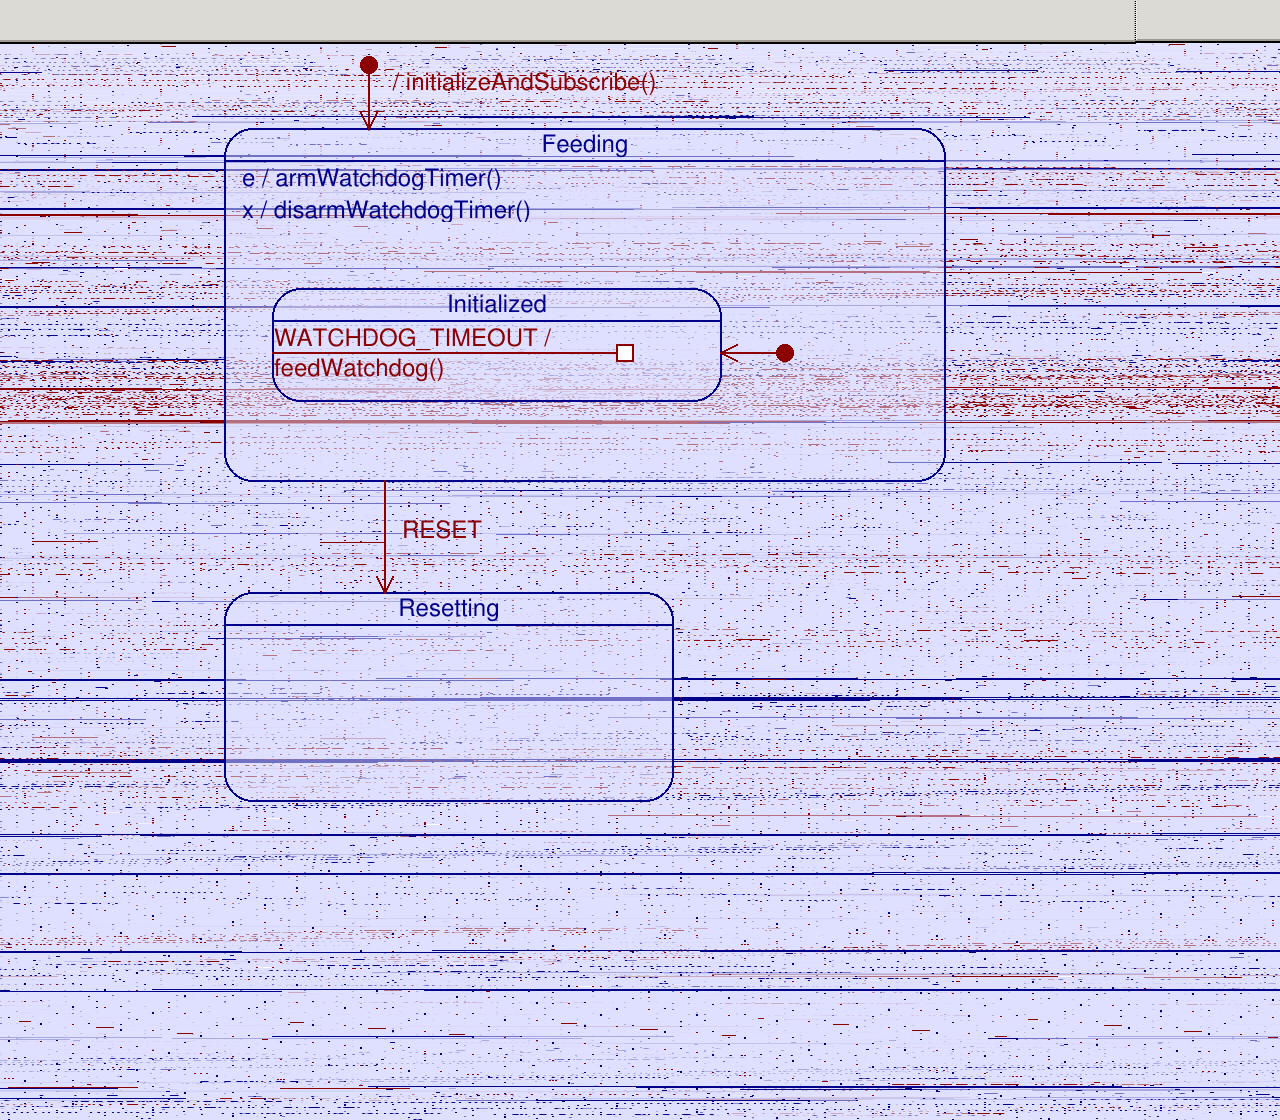 / initializeAndSubscribe()
Feeding
e / armWatchdogTimer()
x / disarmWatchdogTimer()
Initialized
WATCHDOG_TIMEOUT /
feedWatchdog()
RESET
Resetting